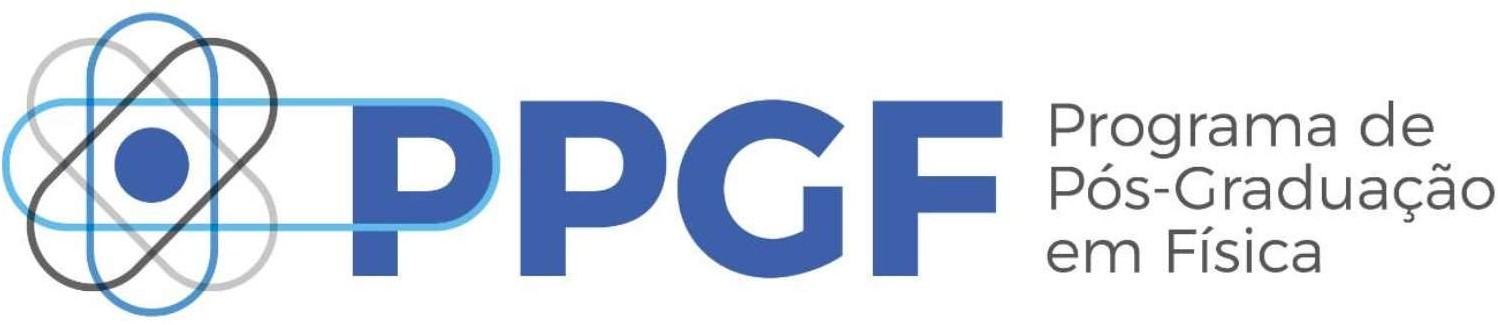 PPGF
Programa de
Pós-Graduação
em Física